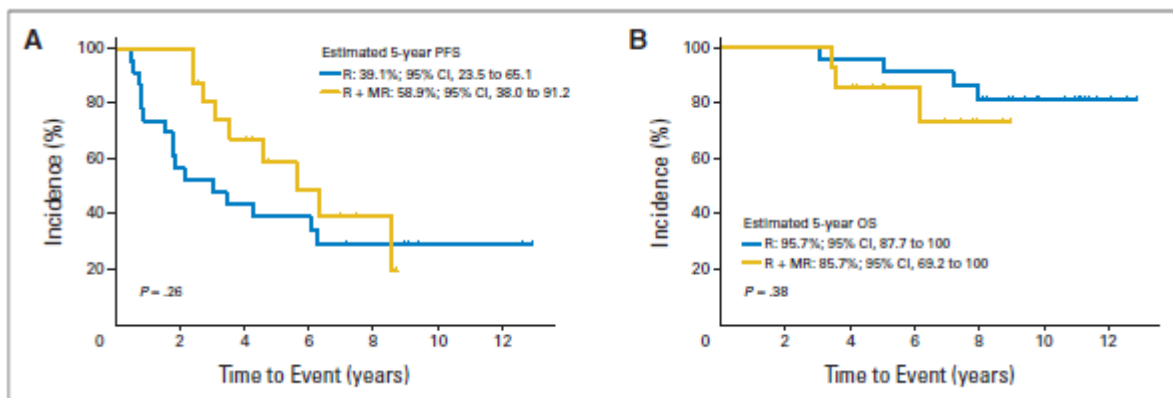 A
Incidence (%)
100
80
60
40
20
0
2
4
6
8
10
12
Time to Event (years)
Estimated 5-year PFS
R: 39.1%; 95% CI, 23.5 to 65.1
R + MR: 58.9%; 95% CI, 38.0 to 91.2
P = .26
B
Incidence (%)
100
80
60
40
20
0
2
4
6
8
10
12
Time to Event (years)
Estimated 5-year OS
R: 95.7%; 95% CI, 87.7 to 100
R + MR: 85.7%; 95% CI, 69.2 to 100
P = .38